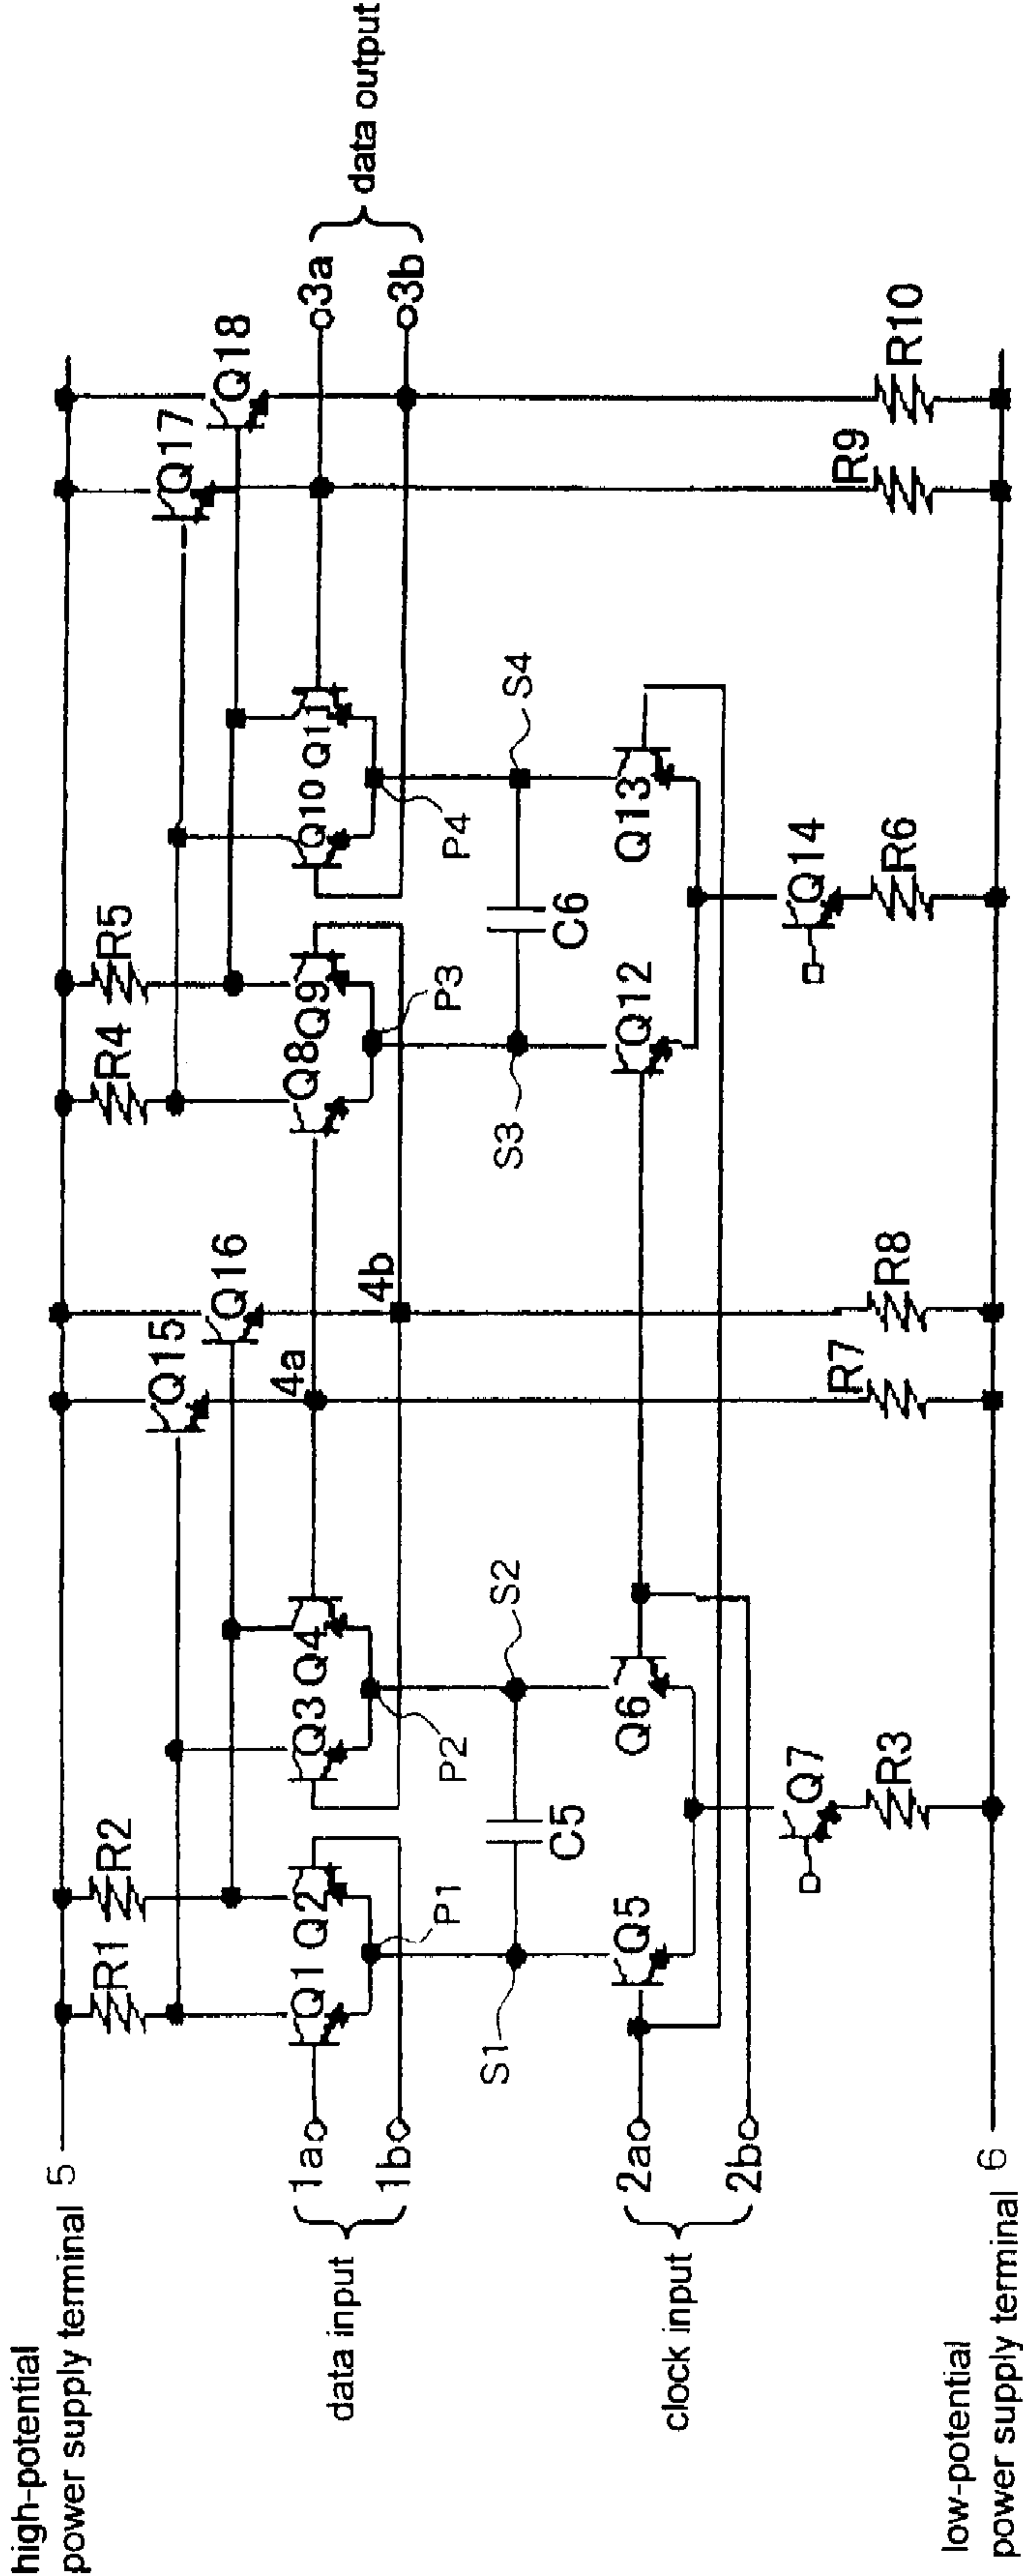 high-potential
power supply terminal 5
R1
R2
R4
R5
Q15
Q16
Q17
Q18
data input
1a
1b
Q1
Q2
Q3
Q4
4a
4b
Q8
Q9
Q10
Q11
3a
3b
data output
P1
P2
P3
P4
S1
S2
S3
S4
C5
C6
clock input
2a
2b
Q5
Q6
Q12
Q13
Q7
Q14
R3
R7
R8
R6
R9
R10
low-potential
power supply terminal 6